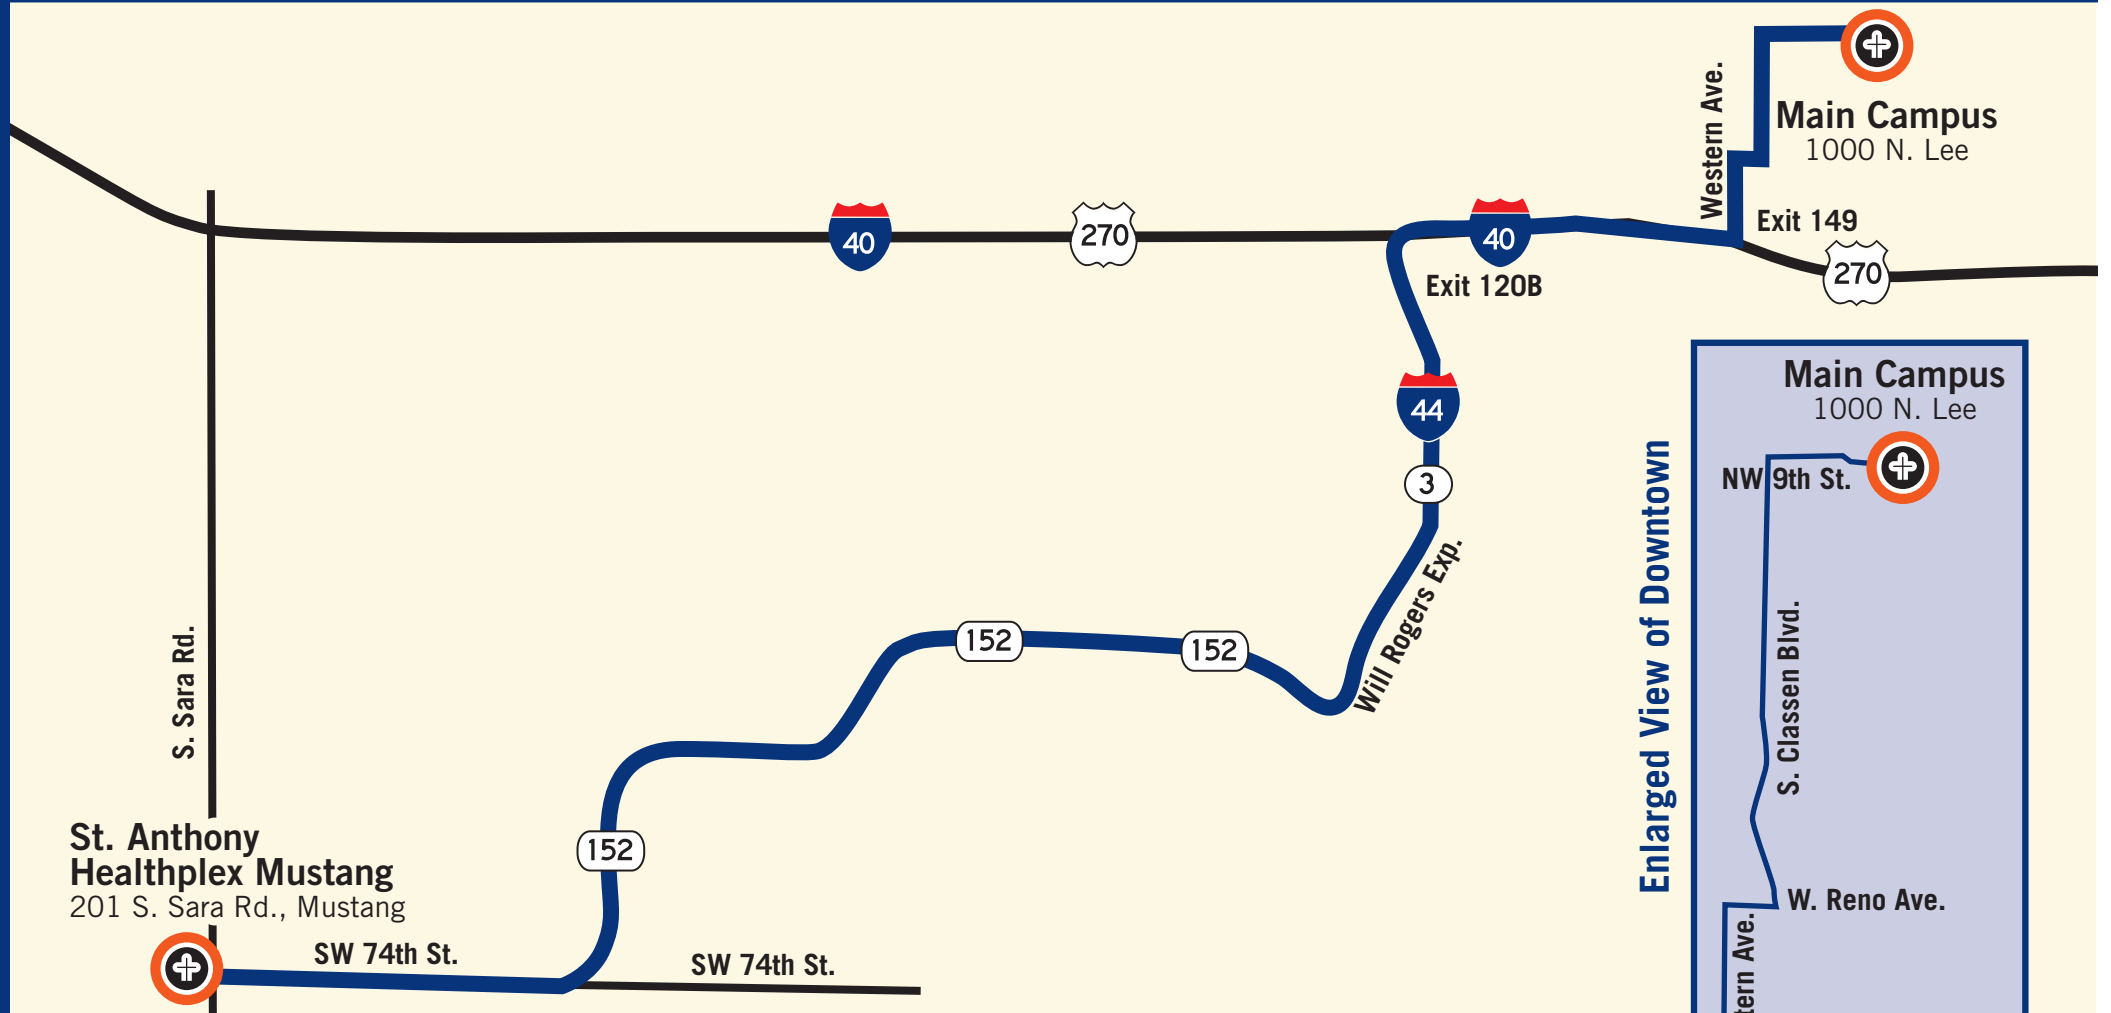 Western Ave.
Main Campus
1000 N. Lee
Exit 149
40
270
40
270
Exit 120B
44
3
Will Rogers Exp.
152
152
152
S. Sara Rd.
St. Anthony
Healthplex Mustang
201 S. Sara Rd., Mustang
SW 74th St.
SW 74th St.
Enlarged View of Downtown
Main Campus
1000 N. Lee
NW 9th St.
S. Classen Blvd.
W. Reno Ave.
tern Ave.